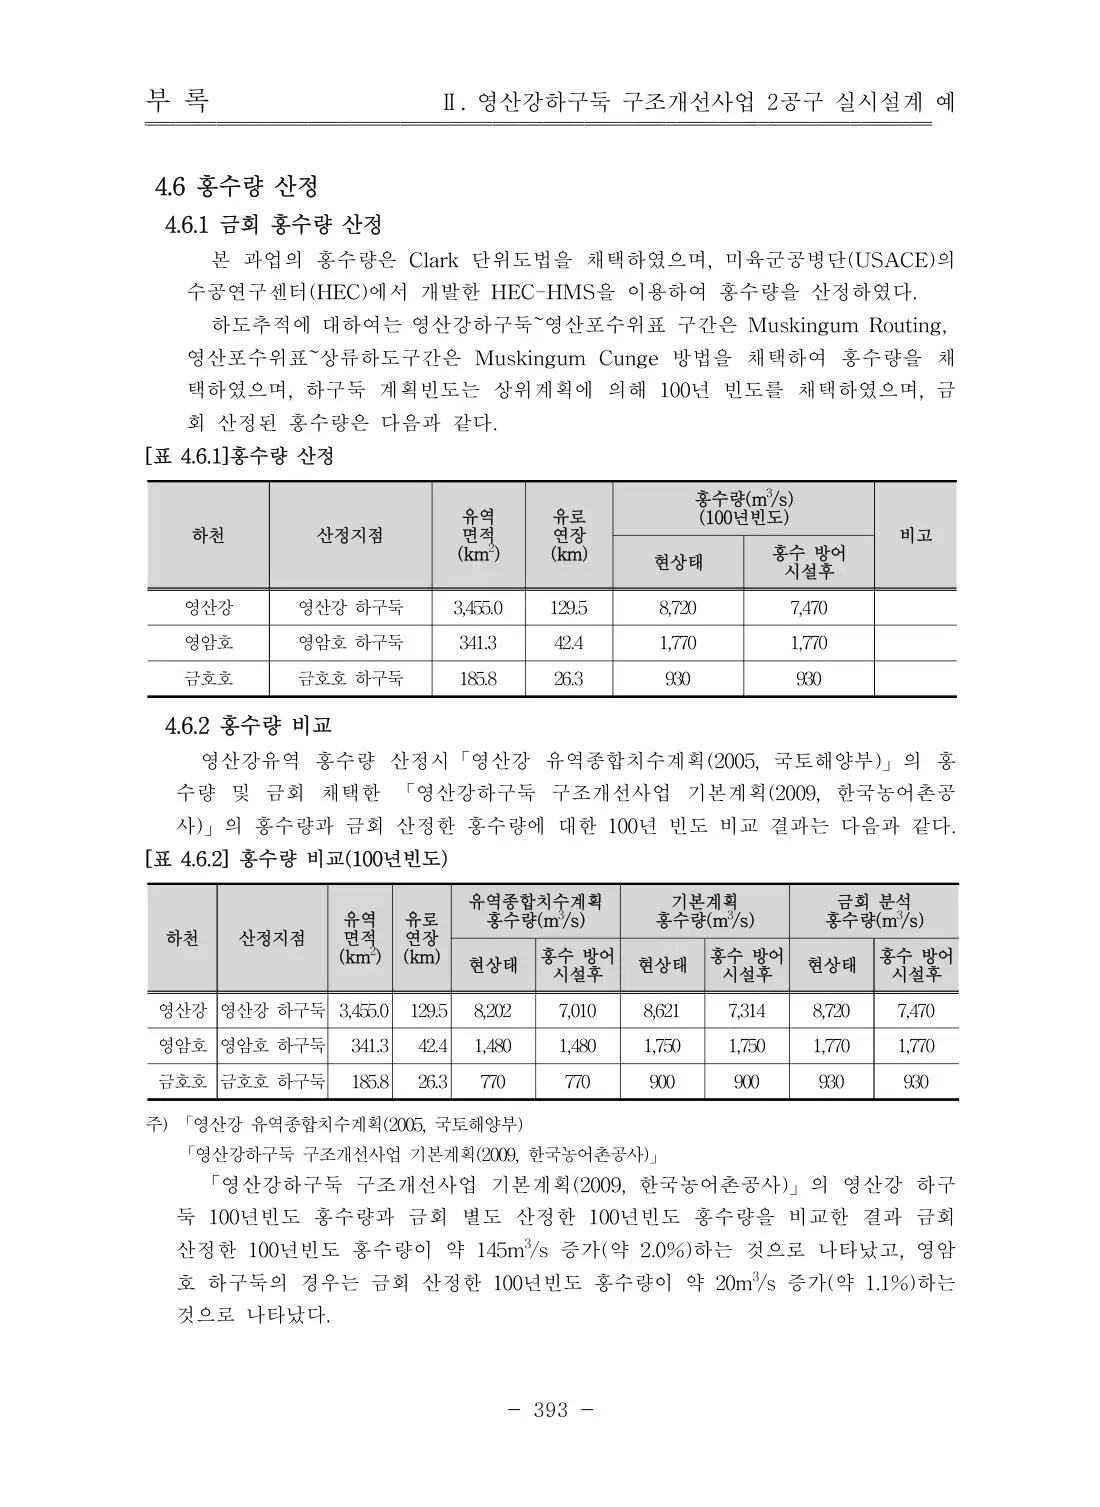 부 록 Ⅱ. 영산강하구둑 구조개선사업 2공구 실시설계 예
4.6 홍수량 산정
4.6.1 금회 홍수량 산정
본 과업의 홍수량은 Clark 단위도법을 채택하였으며, 미육군공병단(USACE)의
수공연구센터(HEC)에서 개발한 HEC-HMS을 이용하여 홍수량을 산정하였다.
하도추적에 대하여는 영산강하구둑~영산포수위표 구간은 Muskingum Routing,
영산포수위표~상류하도구간은 Muskingum Cunge 방법을 채택하여 홍수량을 채
택하였으며, 하구둑 계획빈도는 상위계획에 의해 100년 빈도를 채택하였으며, 금
회 산정된 홍수량은 다음과 같다.
[표 4.6.1]홍수량 산정
하천 산정지점 유역 면적 (km²) 유로 연장 (km) 홍수량(m³/s) (100년빈도) 비고
현상태 홍수 방어 시설후
영산강 영산강 하구둑 3,455.0 129.5 8,720 7,470
영암호 영암호 하구둑 341.3 42.4 1,770 1,770
금호호 금호호 하구둑 185.8 26.3 930 930
4.6.2 홍수량 비교
영산강유역 홍수량 산정시「영산강 유역종합치수계획(2005, 국토해양부)」의 홍
수량 및 금회 채택한 「영산강하구둑 구조개선사업 기본계획(2009, 한국농어촌공
사)」의 홍수량과 금회 산정한 홍수량에 대한 100년 빈도 비교 결과는 다음과 같다.
[표 4.6.2] 홍수량 비교(100년빈도)
하천 산정지점 유역 면적 (km²) 유로 연장 (km) 유역종합치수계획 홍수량(m³/s) 기본계획 홍수량(m³/s) 금회 분석 홍수량(m³/s)
현상태 홍수 방어 시설후 현상태 홍수 방어 시설후 현상태 홍수 방어 시설후
영산강 영산강 하구둑 3,455.0 129.5 8,202 7,010 8,621 7,314 8,720 7,470
영암호 영암호 하구둑 341.3 42.4 1,480 1,480 1,750 1,750 1,770 1,770
금호호 금호호 하구둑 185.8 26.3 770 770 900 900 930 930
주) 「영산강 유역종합치수계획(2005, 국토해양부)
「영산강하구둑 구조개선사업 기본계획(2009, 한국농어촌공사)」
「영산강하구둑 구조개선사업 기본계획(2009, 한국농어촌공사)」의 영산강 하구
둑 100년빈도 홍수량과 금회 별도 산정한 100년빈도 홍수량을 비교한 결과 금회
산정한 100년빈도 홍수량이 약 145m³/s 증가(약 2.0%)하는 것으로 나타났고, 영암
호 하구둑의 경우는 금회 산정한 100년빈도 홍수량이 약 20m³/s 증가(약 1.1%)하는
것으로 나타났다.
- 393 -